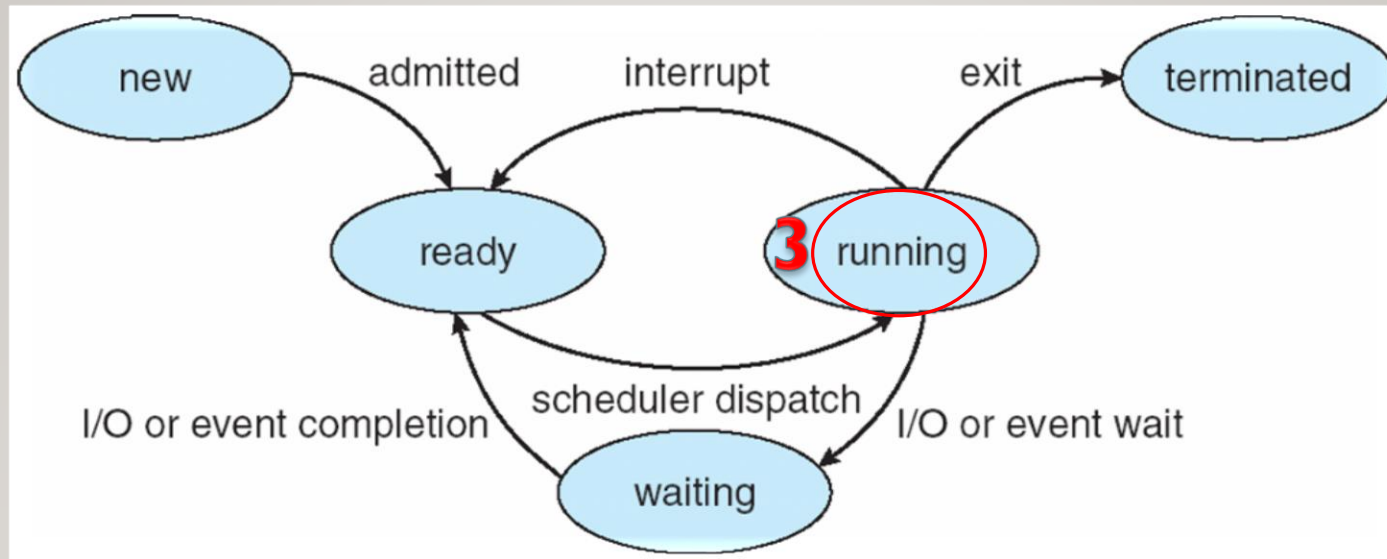 new
admitted
interrupt
exit
terminated
ready
3
running
scheduler dispatch
I/O or event completion
I/O or event wait
waiting